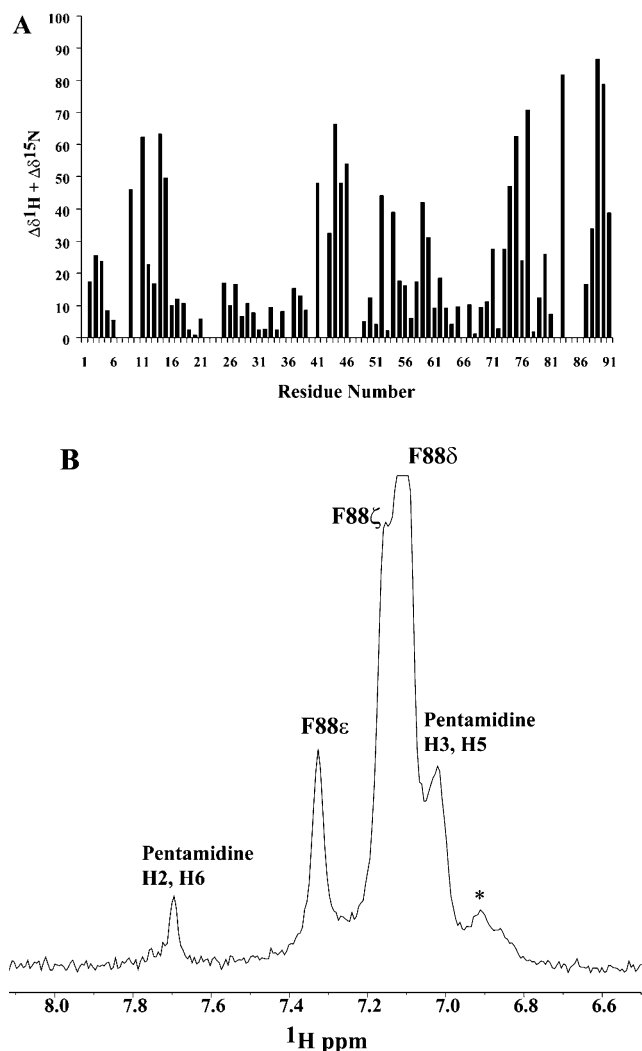 A
100
90
80
70
60
50
40
30
20
10
0
Δδ¹H + Δδ¹⁵N
1 6 11 16 21 26 31 36 41 46 51 56 61 66 71 76 81 86 91
Residue Number
B
F88δ
F88ζ
Pentamidine
H3, H5
F88ε
Pentamidine
H2, H6
*
8.0 7.8 7.6 7.4 7.2 7.0 6.8 6.6
¹H ppm